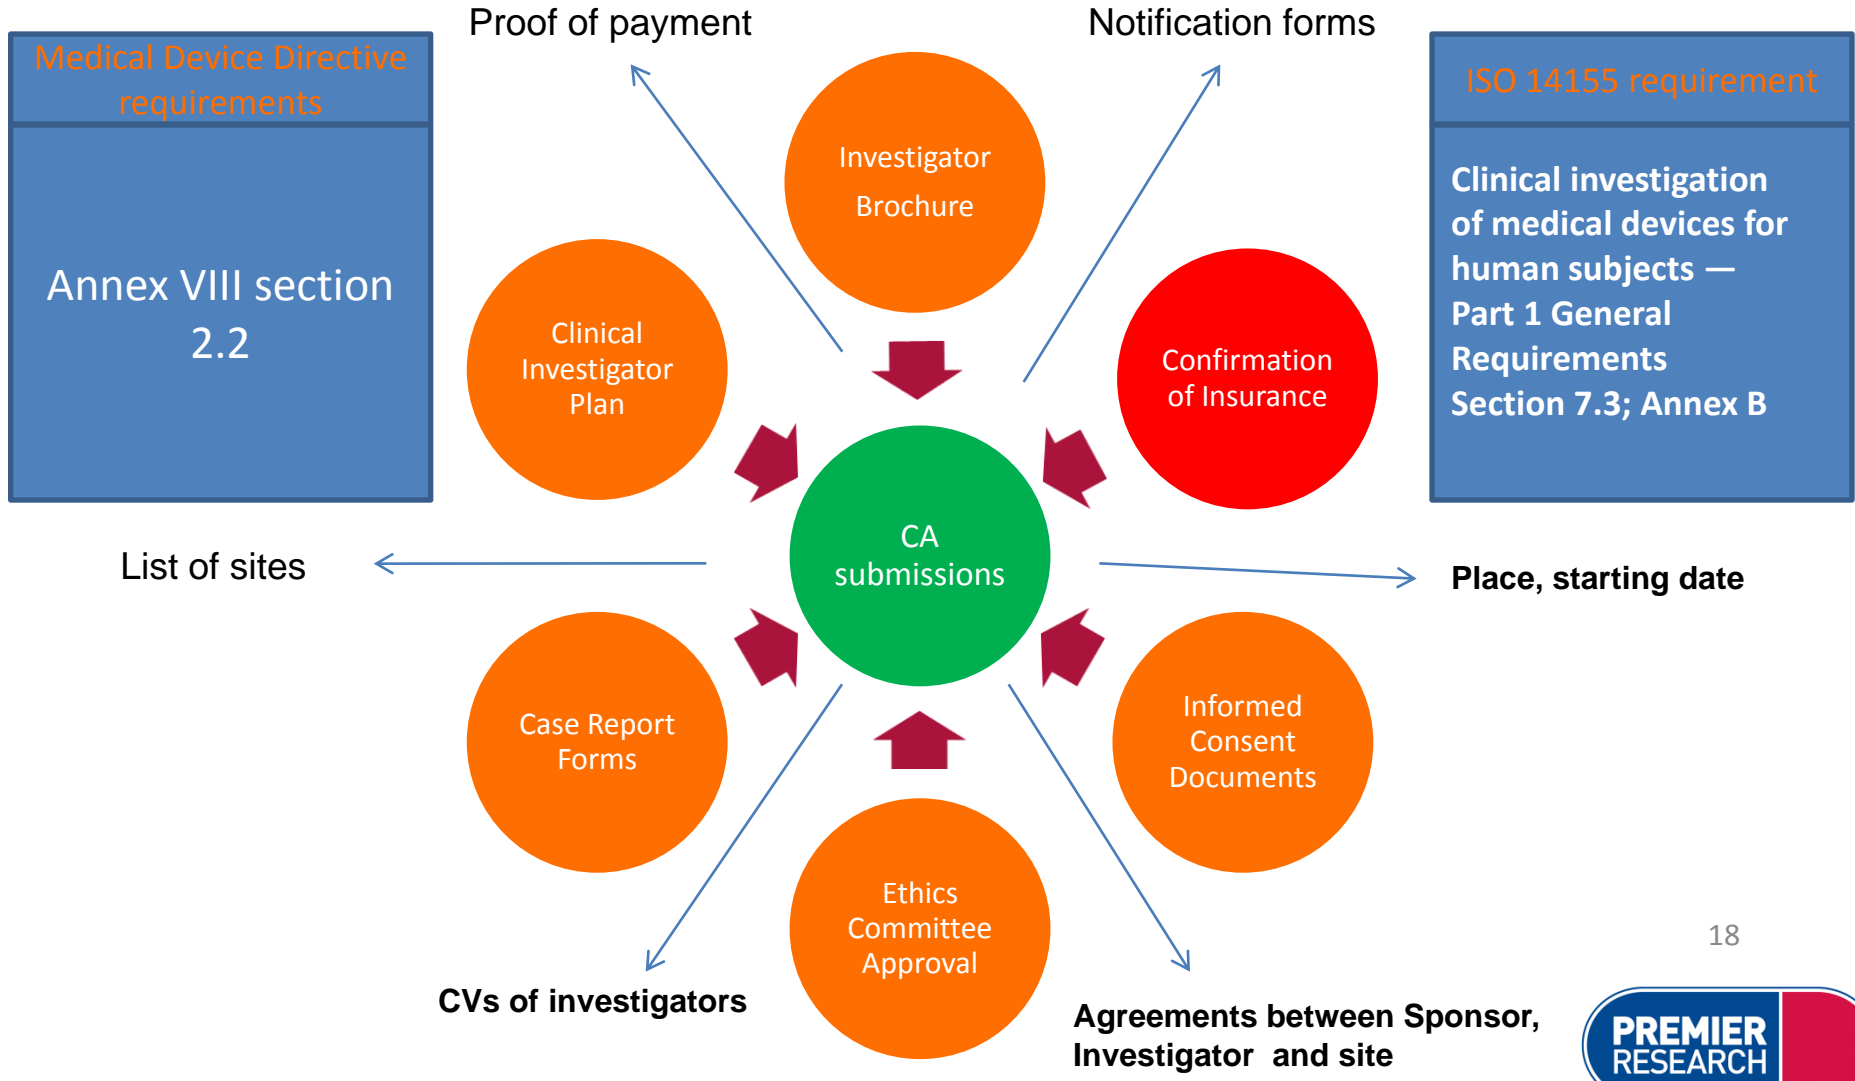 Proof of payment
Notification forms
Medical Device Directive
requirements
Annex VIII section
2.2
ISO 14155 requirement
Clinical investigation
of medical devices for
human subjects —
Part 1 General
Requirements
Section 7.3; Annex B
Investigator
Brochure
Clinical
Investigator
Plan
Confirmation
of Insurance
CA
submissions
List of sites
Place, starting date
Case Report
Forms
Informed
Consent
Documents
Ethics
Committee
Approval
CVs of investigators
Agreements between Sponsor,
Investigator and site
18
PREMIER
RESEARCH